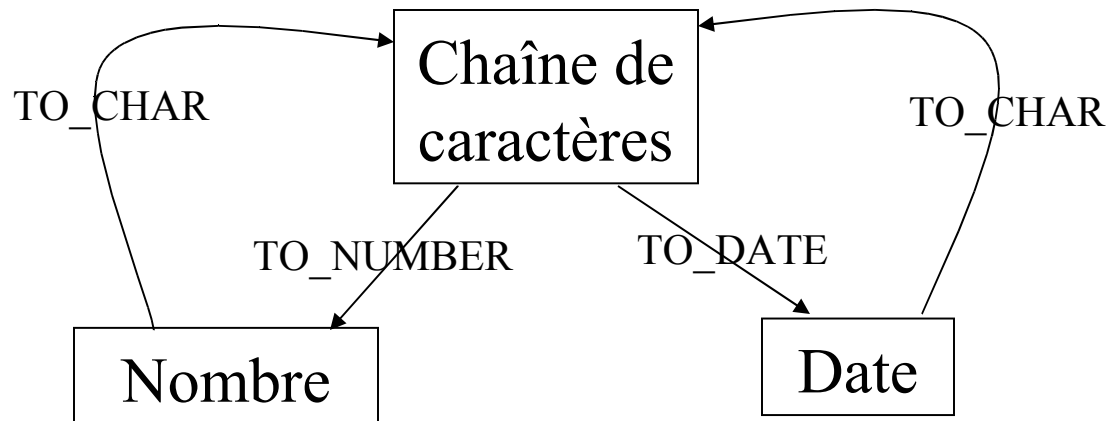 Chaîne de
caractères
TO_CHAR
TO_CHAR
TO_NUMBER
TO_DATE
Nombre
Date